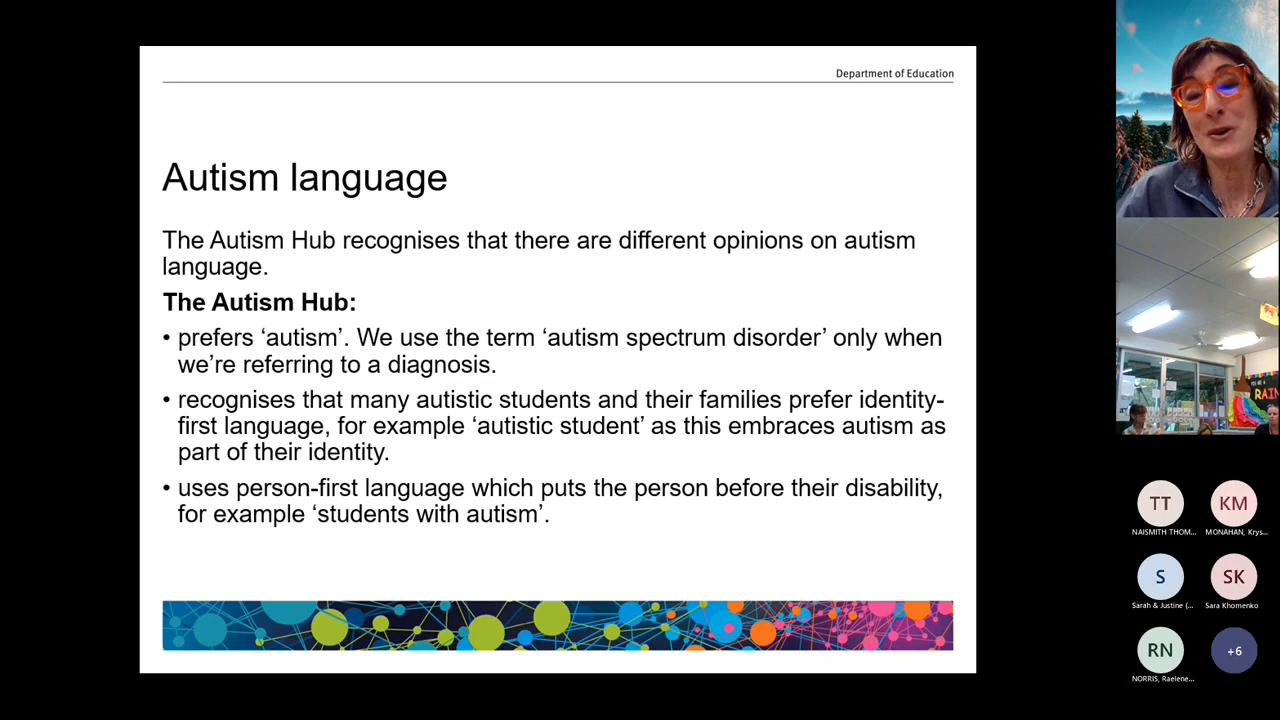 Department of Education
Autism language
The Autism Hub recognises that there are different opinions on autism
language.
The Autism Hub:
• prefers ‘autism’. We use the term ‘autism spectrum disorder’ only when
we’re referring to a diagnosis.
• recognises that many autistic students and their families prefer identity-
first language, for example ‘autistic student’ as this embraces autism as
part of their identity.
• uses person-first language which puts the person before their disability,
for example ‘students with autism’.
RAIN
TT
KM
NAISMITH THOM...
MONAHAN, Krys...
S
SK
Sarah & Justine (...
Sara Khomenko
RN
+6
NORRIS, Raelene...